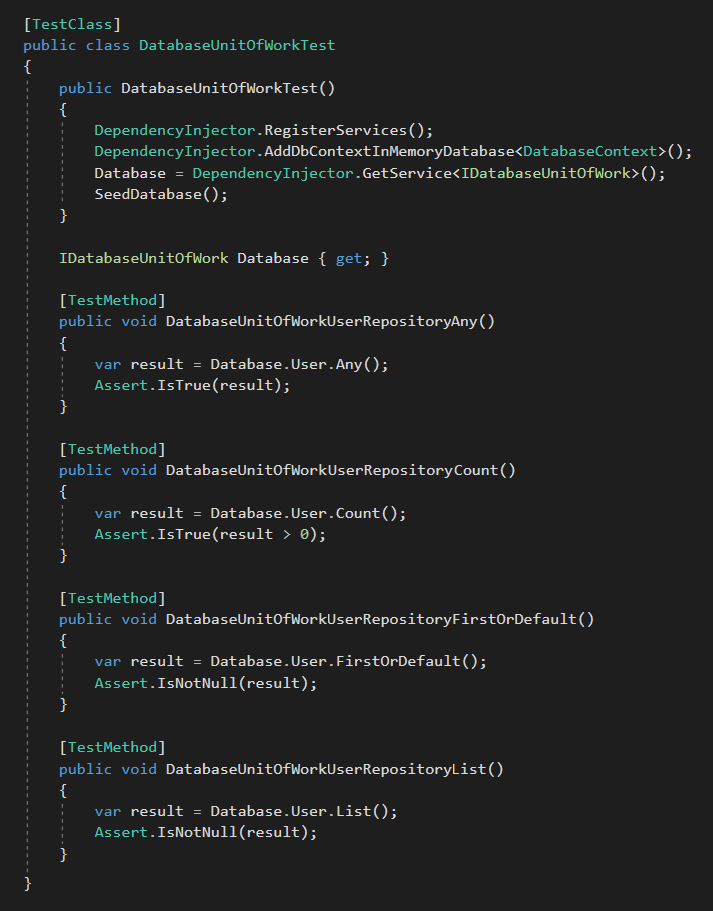 [TestClass]
public class DatabaseUnitOfWorkTest
{
    public DatabaseUnitOfWorkTest()
    {
        DependencyInjector.RegisterServices();
        DependencyInjector.AddDbContextInMemoryDatabase<DatabaseContext>();
        Database = DependencyInjector.GetService<IDatabaseUnitOfWork>();
        SeedDatabase();
    }

    IDatabaseUnitOfWork Database { get; }

    [TestMethod]
    public void DatabaseUnitOfWorkUserRepositoryAny()
    {
        var result = Database.User.Any();
        Assert.IsTrue(result);
    }

    [TestMethod]
    public void DatabaseUnitOfWorkUserRepositoryCount()
    {
        var result = Database.User.Count();
        Assert.IsTrue(result > 0);
    }

    [TestMethod]
    public void DatabaseUnitOfWorkUserRepositoryFirstOrDefault()
    {
        var result = Database.User.FirstOrDefault();
        Assert.IsNotNull(result);
    }

    [TestMethod]
    public void DatabaseUnitOfWorkUserRepositoryList()
    {
        var result = Database.User.List();
        Assert.IsNotNull(result);
    }
}